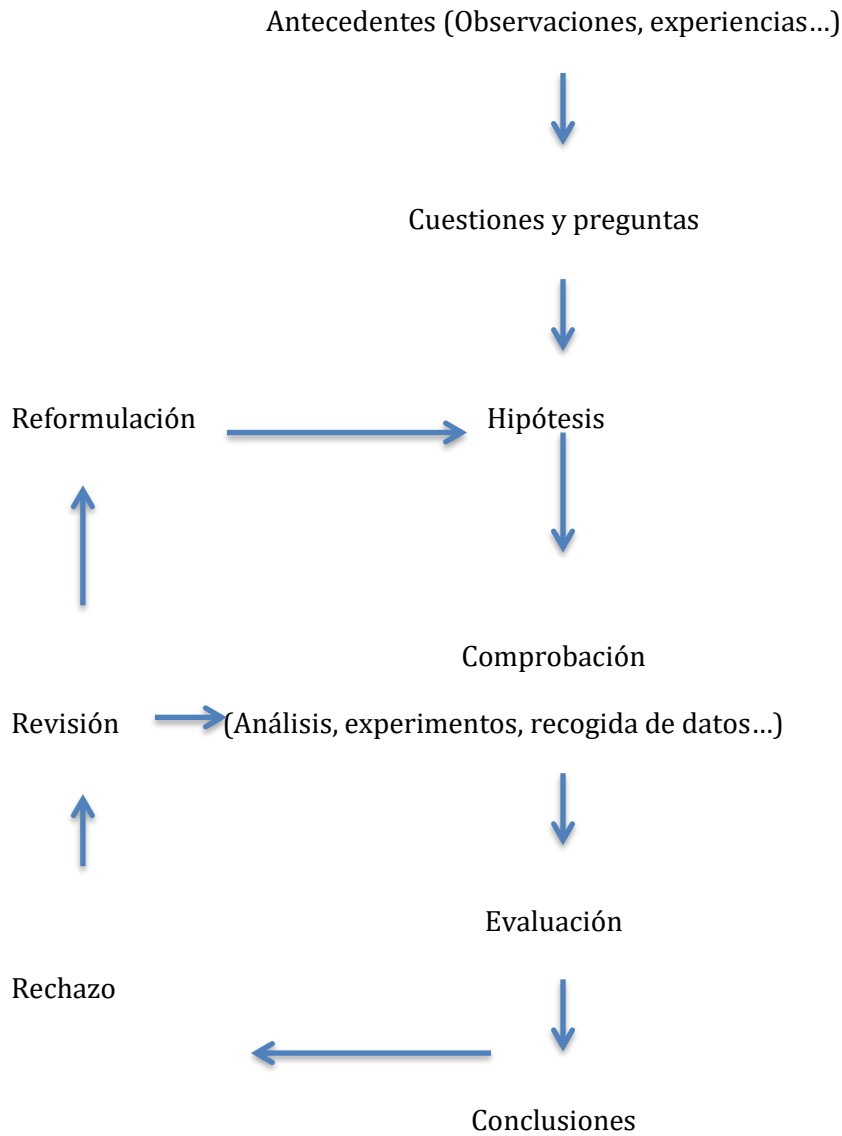 Antecedentes (Observaciones, experiencias…)
Cuestiones y preguntas
Reformulación
Hipótesis
Comprobación
Revisión
(Análisis, experimentos, recogida de datos…)
Evaluación
Rechazo
Conclusiones